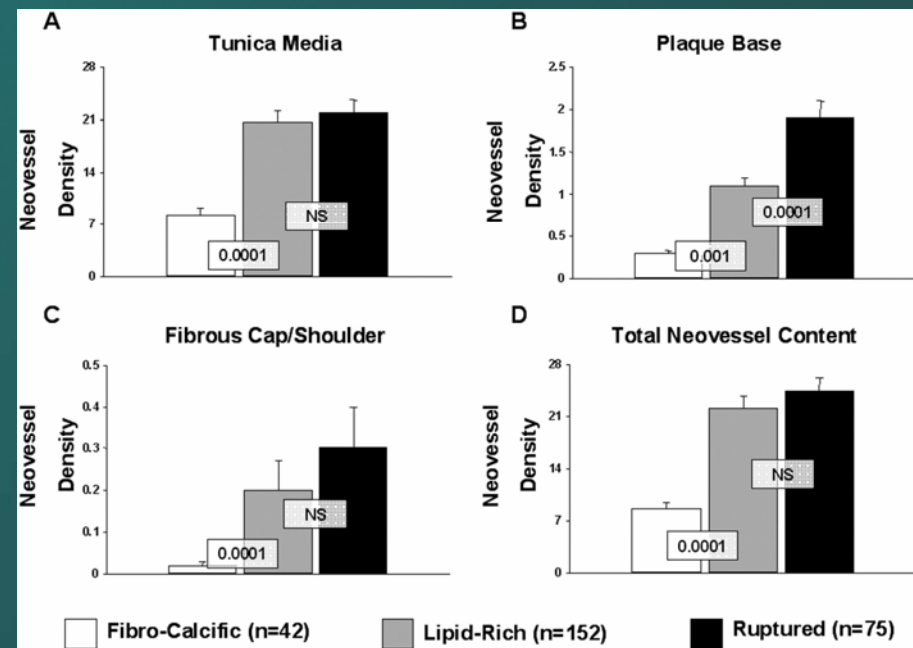 A
Tunica Media
Neovessel
Density
28
21
14
7
0
0.0001
NS
B
Plaque Base
Neovessel
Density
2.5
2
1.5
1
0.5
0
0.001
0.0001
C
Fibrous Cap/Shoulder
Neovessel
Density
0.5
0.4
0.3
0.2
0.1
0
0.0001
NS
D
Total Neovessel Content
Neovessel
Density
28
21
14
7
0
0.0001
NS
Fibro-Calcific (n=42)
Lipid-Rich (n=152)
Ruptured (n=75)